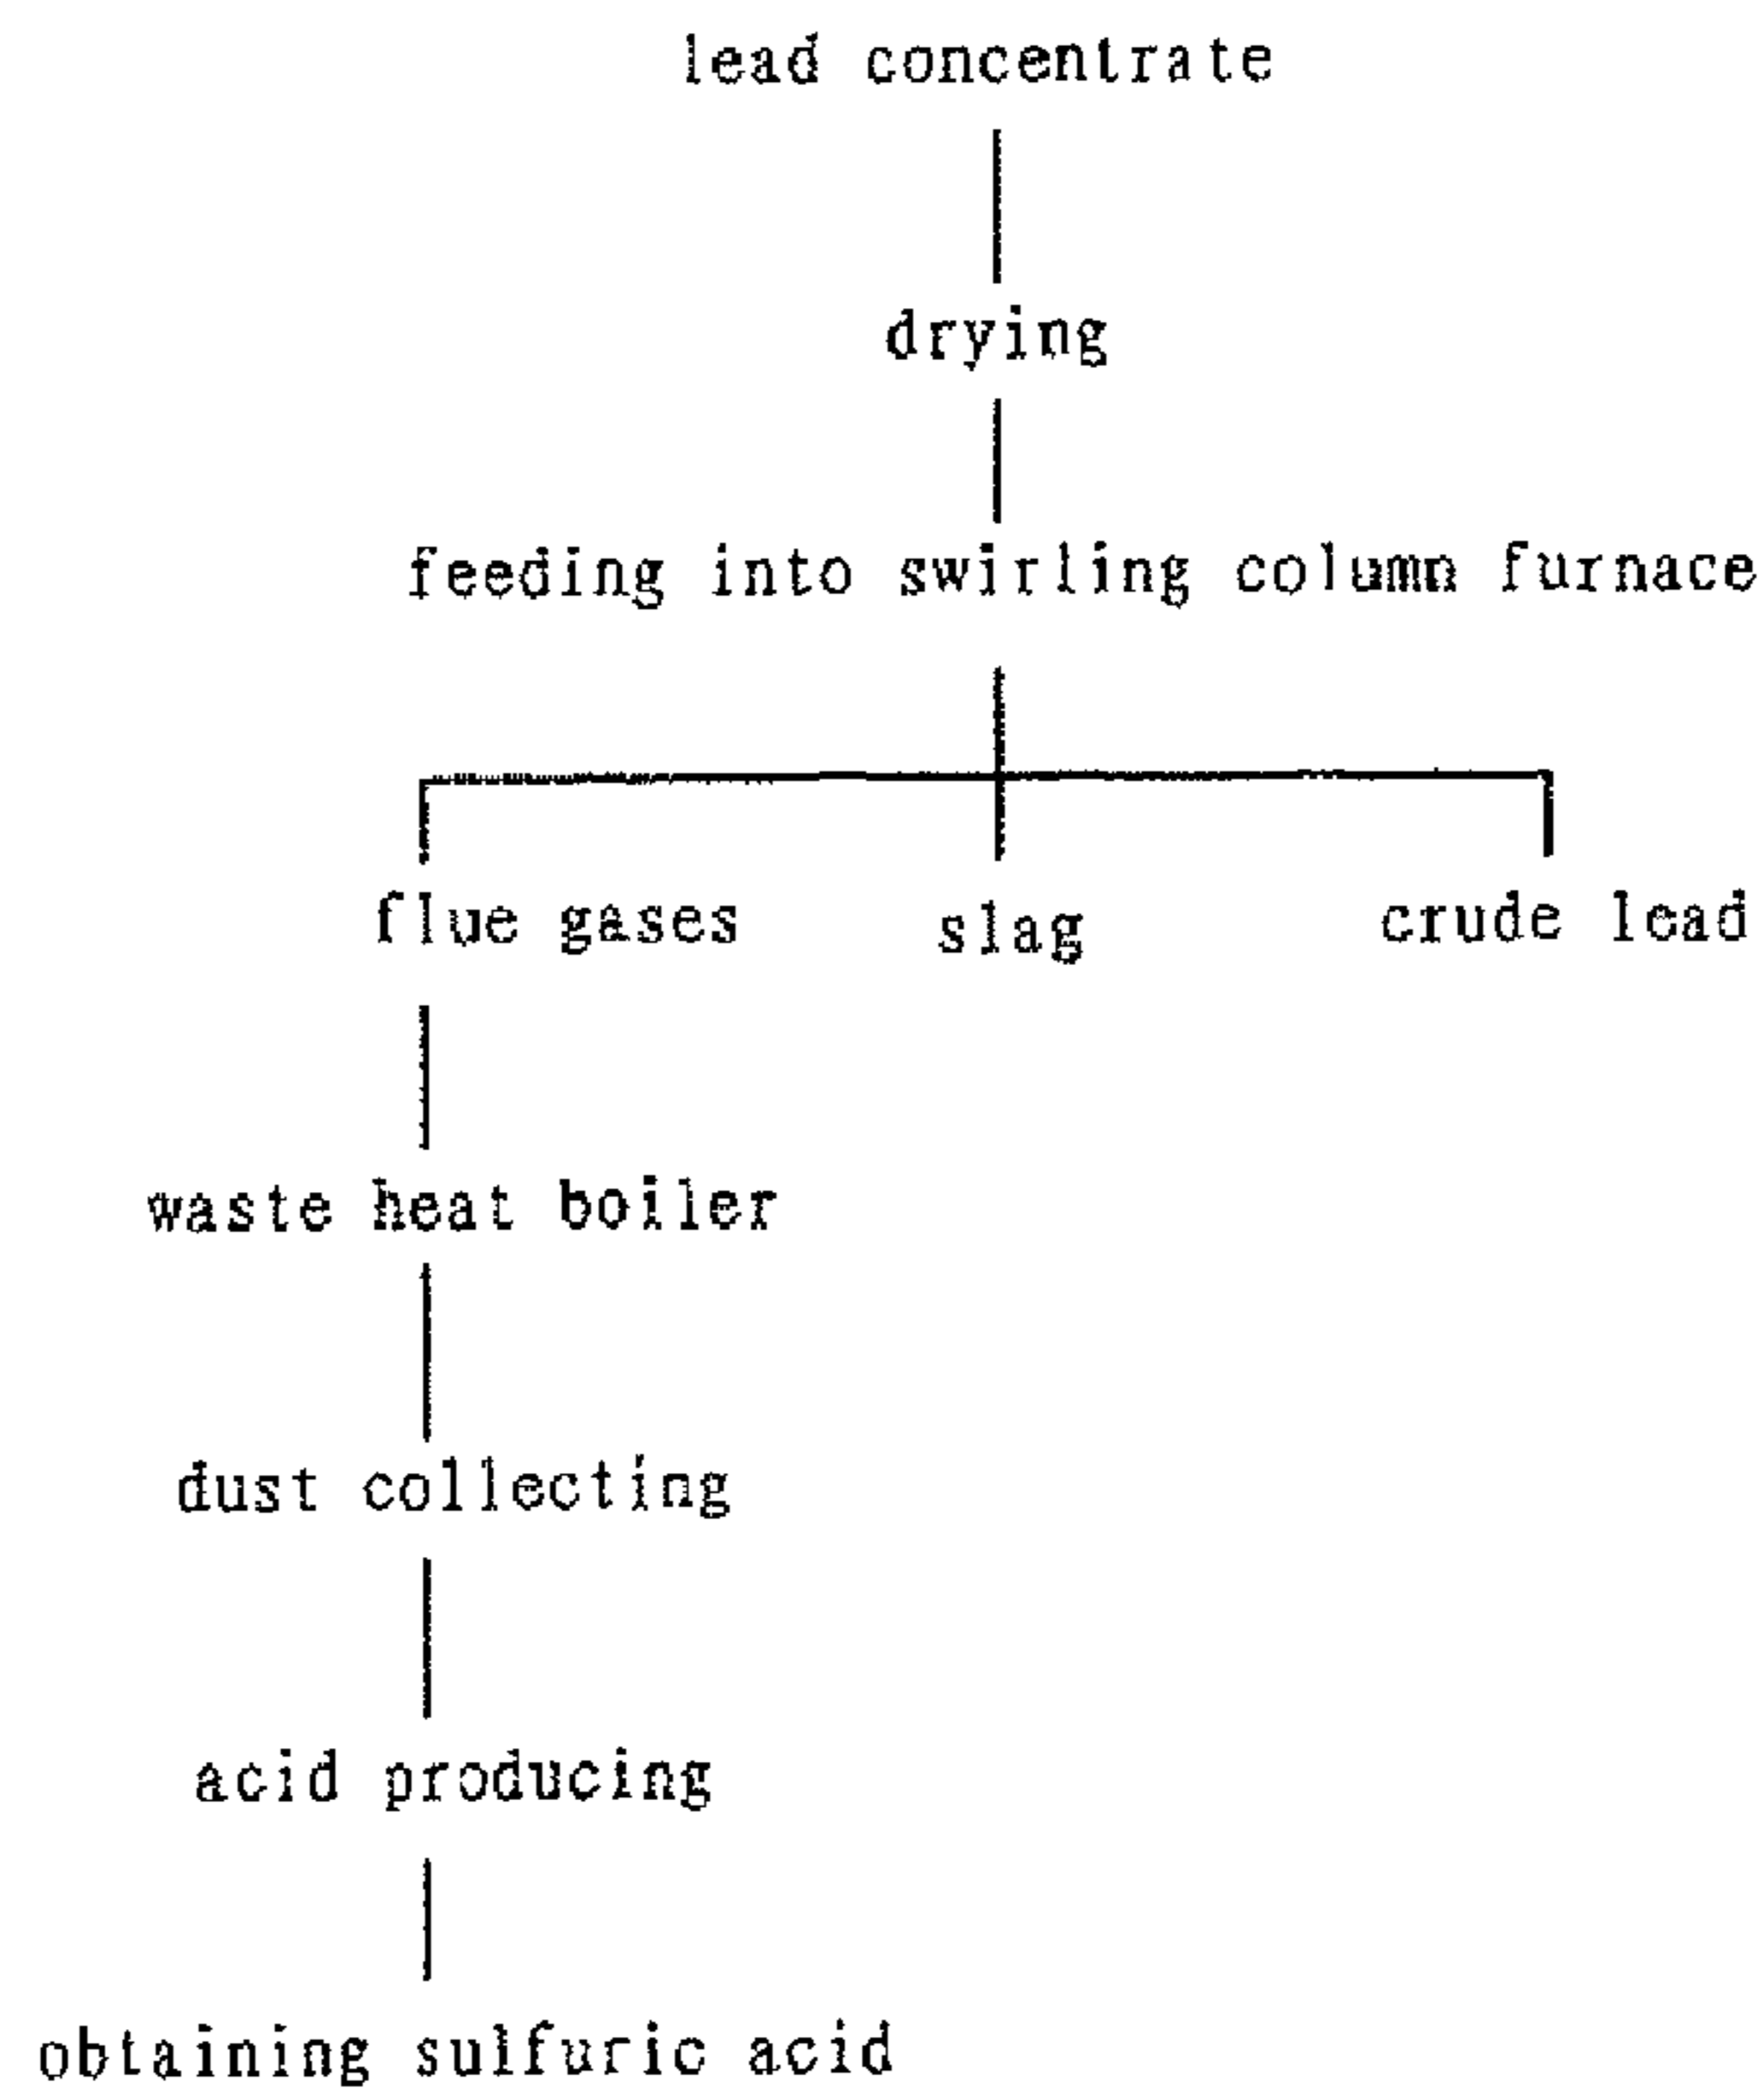 lead concentrate
drying
feeding into swirling column furnace
flue gases slag crude lead
waste heat boiler
dust collecting
acid producing
obtaining sulfuric acid